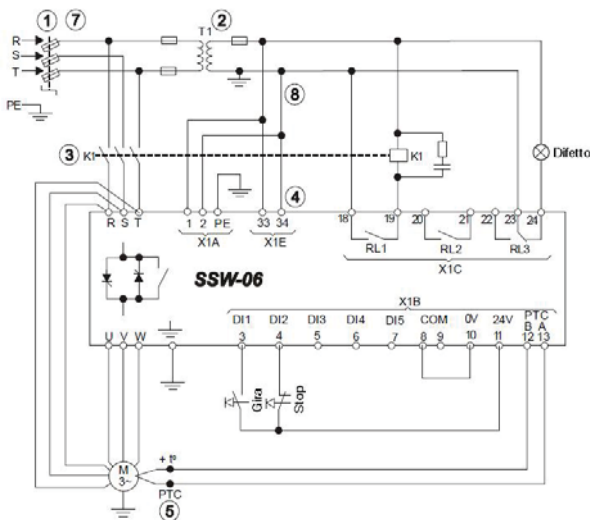 1 7 T1 2
R
S
T
PE
8
3 K1 K1
Difetto
4
R S T 1 2 PE 33 34 18 19 20 21 22 23 24
X1A X1E RL1 RL2 RL3
X1C
SSW-06
X1B
DI1 DI2 DI3 DI4 DI5 COM 0V 24V PTC
B A
U V W 3 4 5 6 7 8 9 10 11 12 13
Gira
Stop
M
3~
+ tº
PTC
5